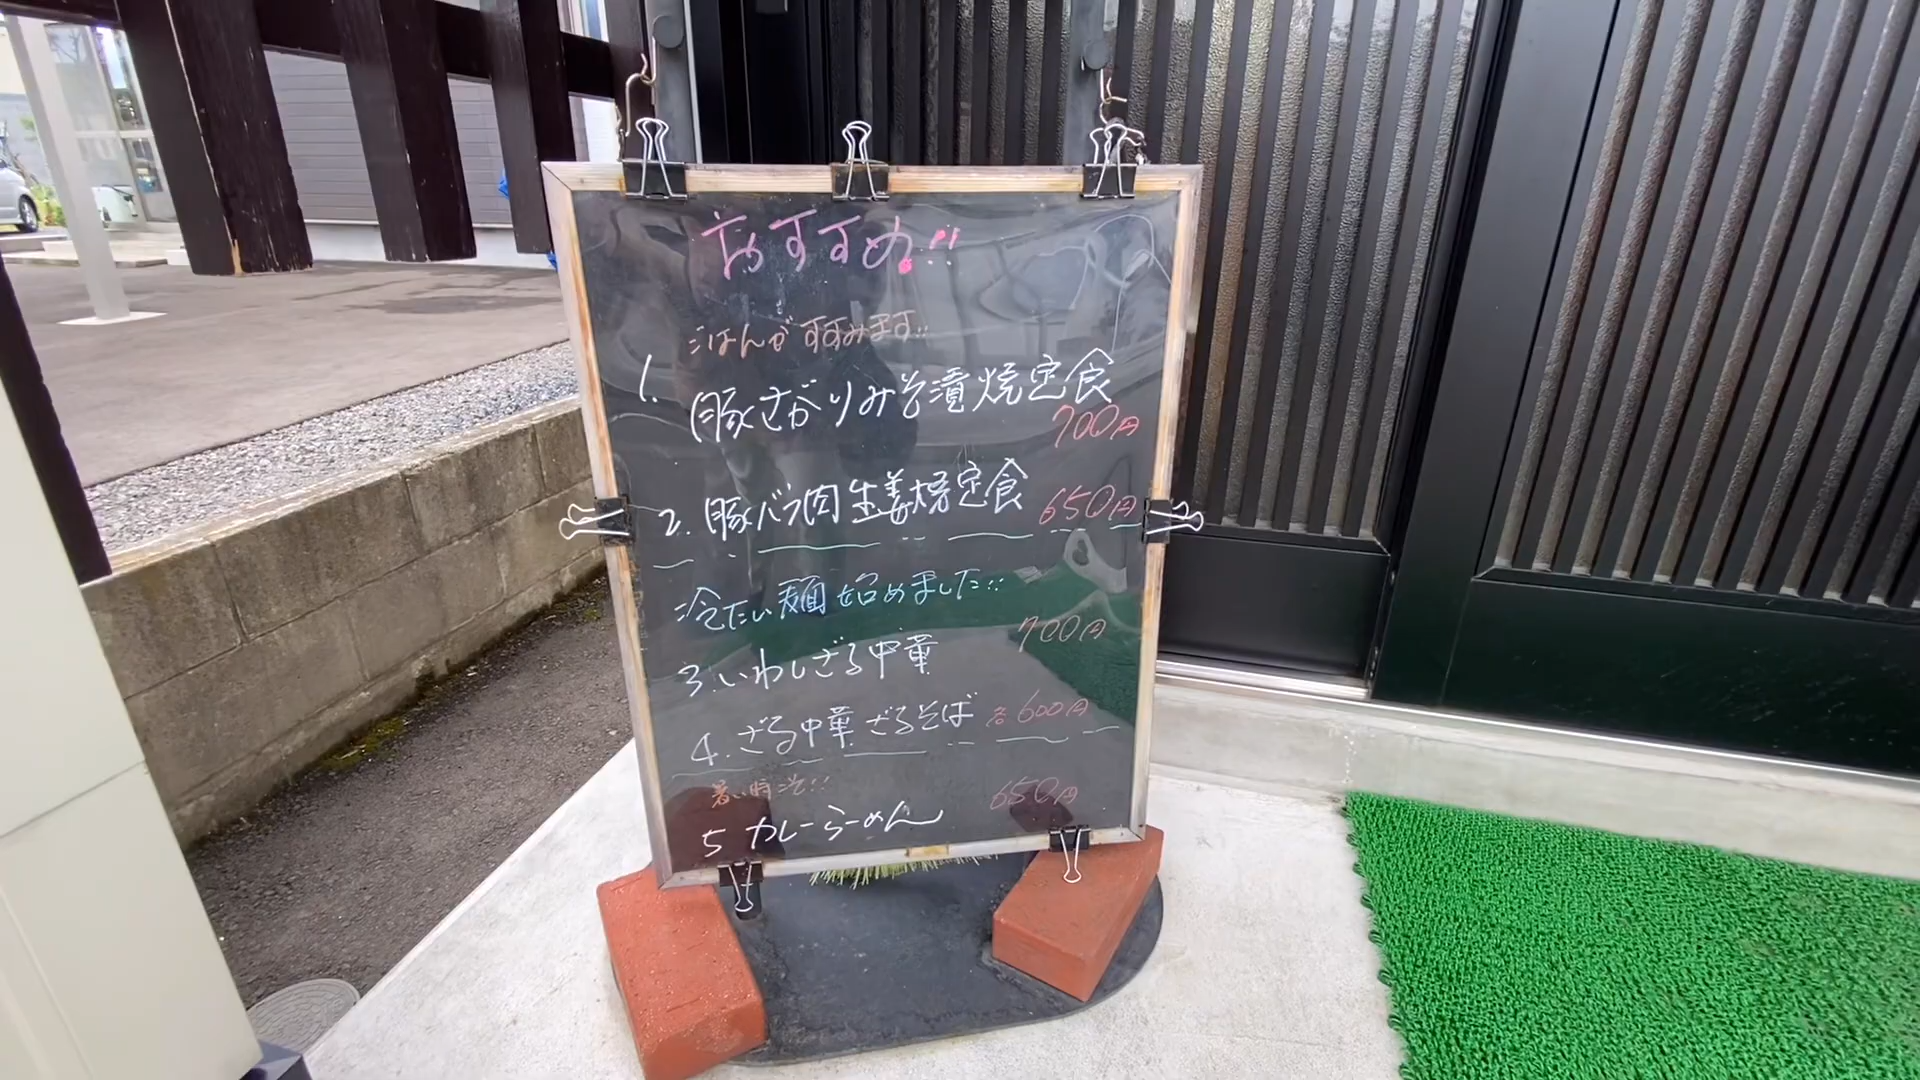 おすすめ!!
ごはんがすすみます!!
1. 豚さがりみそ漬焼定食
700円
2. 豚バラ肉生姜焼定食 650円
冷たい麺始めました!!
3. いわしざる中華 700円
4. ざる中華 ざるそば 各600円
暑い時こそ!!
5 カレーらーめん 650円